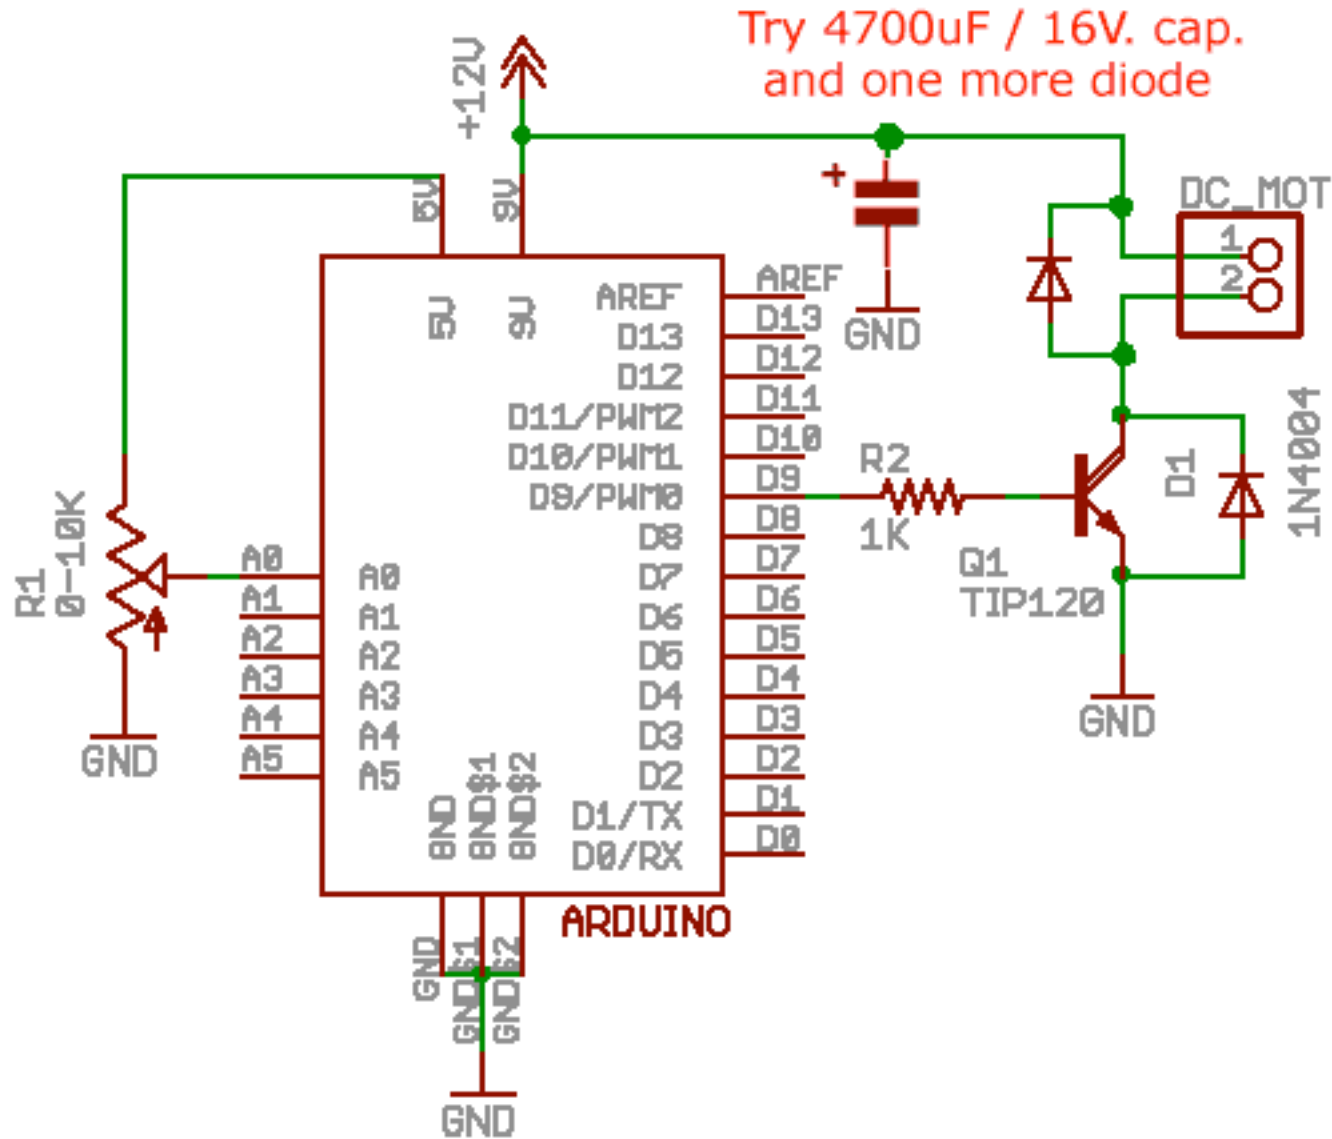 Try 4700uF / 16V. cap.
and one more diode
+12V
5V
9V
+
DC_MOT
1
2
5V
9V
AREF
AREF
D13
D13
D12
D12
D11/PWM2
D11
D10/PWM1
D10
D9/PWM0
D9
D8
D8
D7
D7
D6
D6
D5
D5
D4
D4
D3
D3
D2
D2
D1/TX
D1
D0/RX
D0
GND
R2
1K
Q1
TIP120
D1
1N4004
GND
R1
0-10K
GND
A0
A0
A1
A1
A2
A2
A3
A3
A4
A4
A5
A5
GND
GND$1
GND$2
ARDUINO
GND
GND$1
GND$2
GND